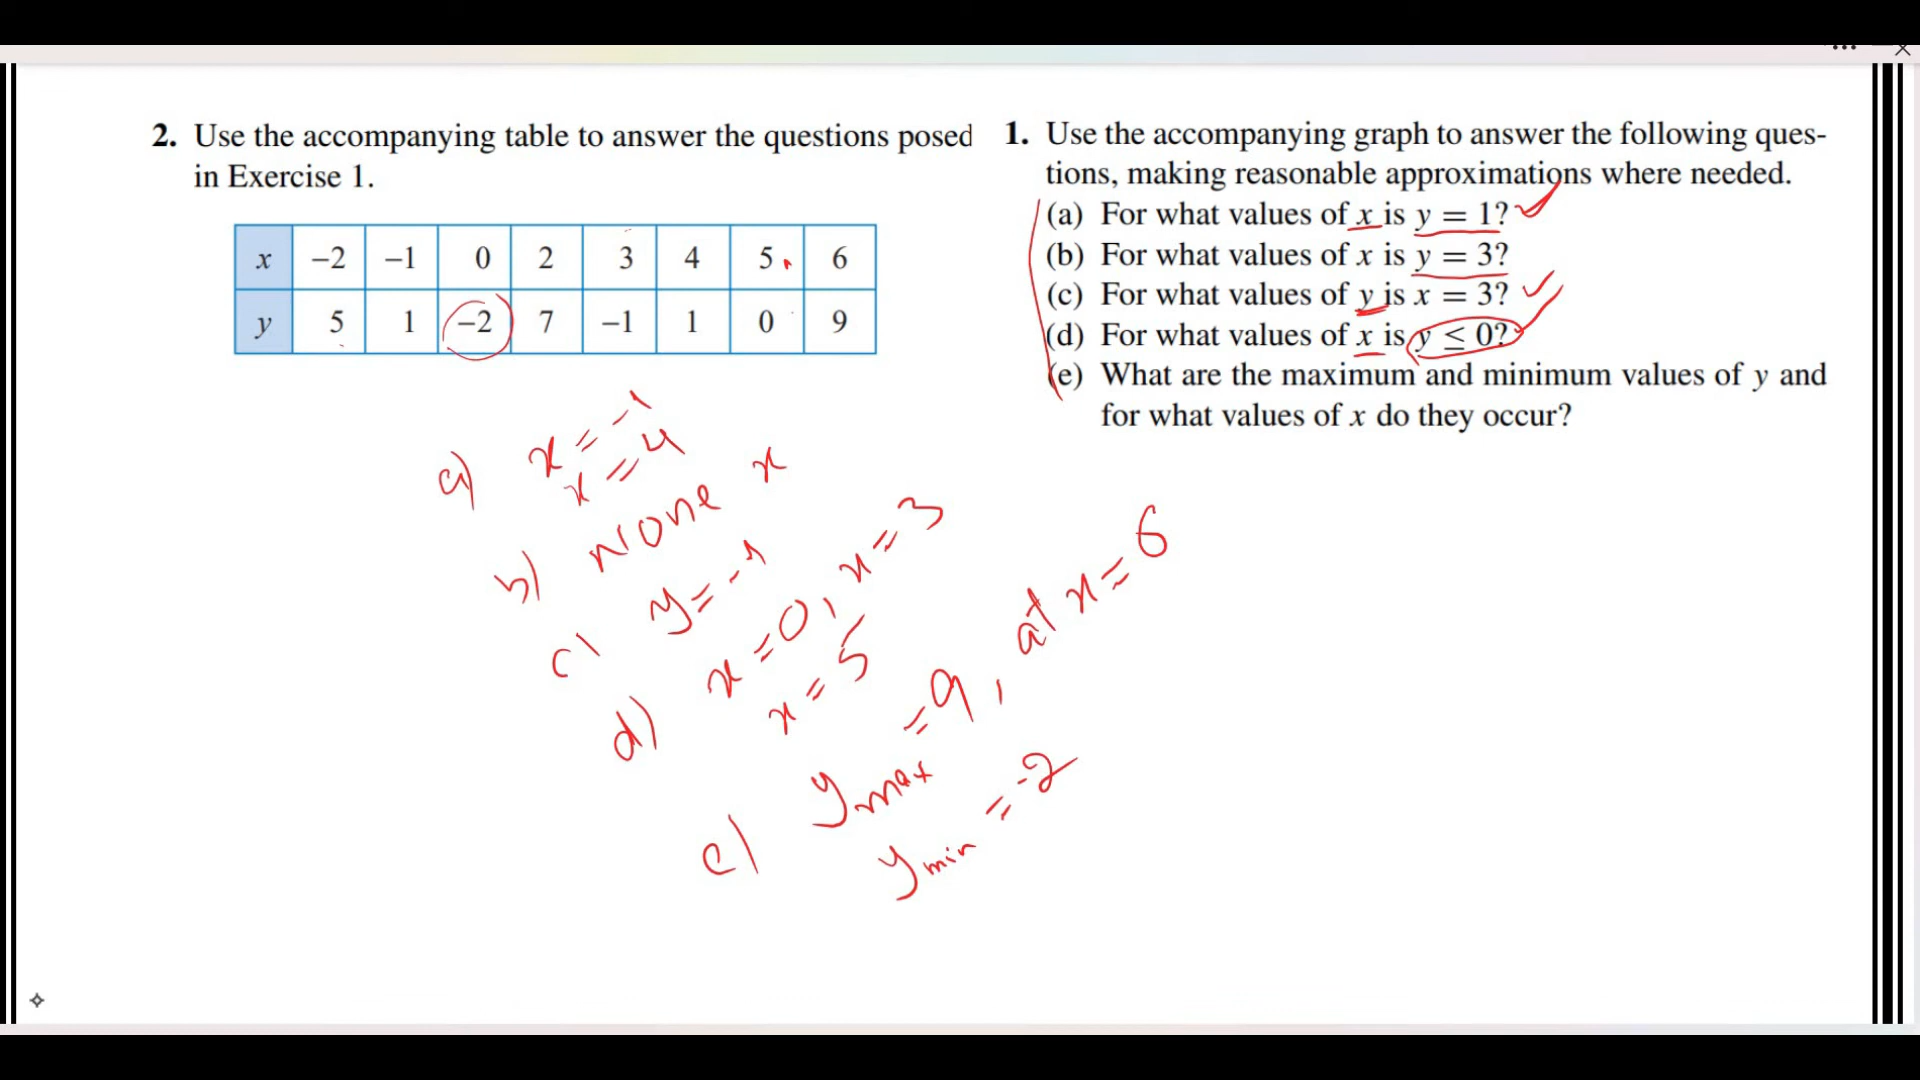 2. Use the accompanying table to answer the questions posed
in Exercise 1.
x −2 −1 0 2 3 4 5 6
y 5 1 −2 7 −1 1 0 9
1. Use the accompanying graph to answer the following ques-
tions, making reasonable approximations where needed.
(a) For what values of x is y = 1?
(b) For what values of x is y = 3?
(c) For what values of y is x = 3?
(d) For what values of x is y ≤ 0?
(e) What are the maximum and minimum values of y and
for what values of x do they occur?
a) x = -1
x = 4
b) None x
c) y = -1
d) x = 0, x = 3
x = 5
e) y max = 9, at x = 6
y min = -2